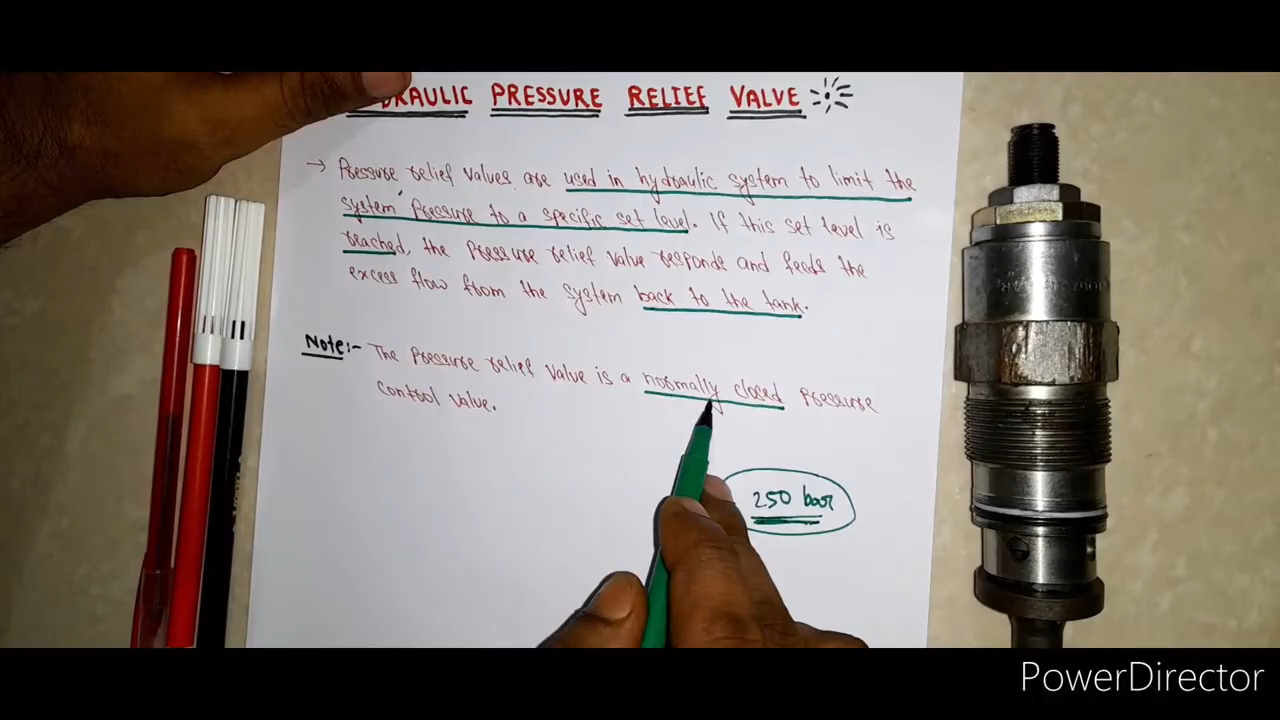 DRAULIC PRESSURE RELIEF VALVE
→ Pressure relief valves are used in hydraulic system to limit the
system pressure to a specific set level. If this set level is
reached, the pressure relief valve responds and feeds the
excess flow from the system back to the tank.
Note:- The pressure relief valve is a normally closed pressure
control valve.
250 bar
PowerDirector